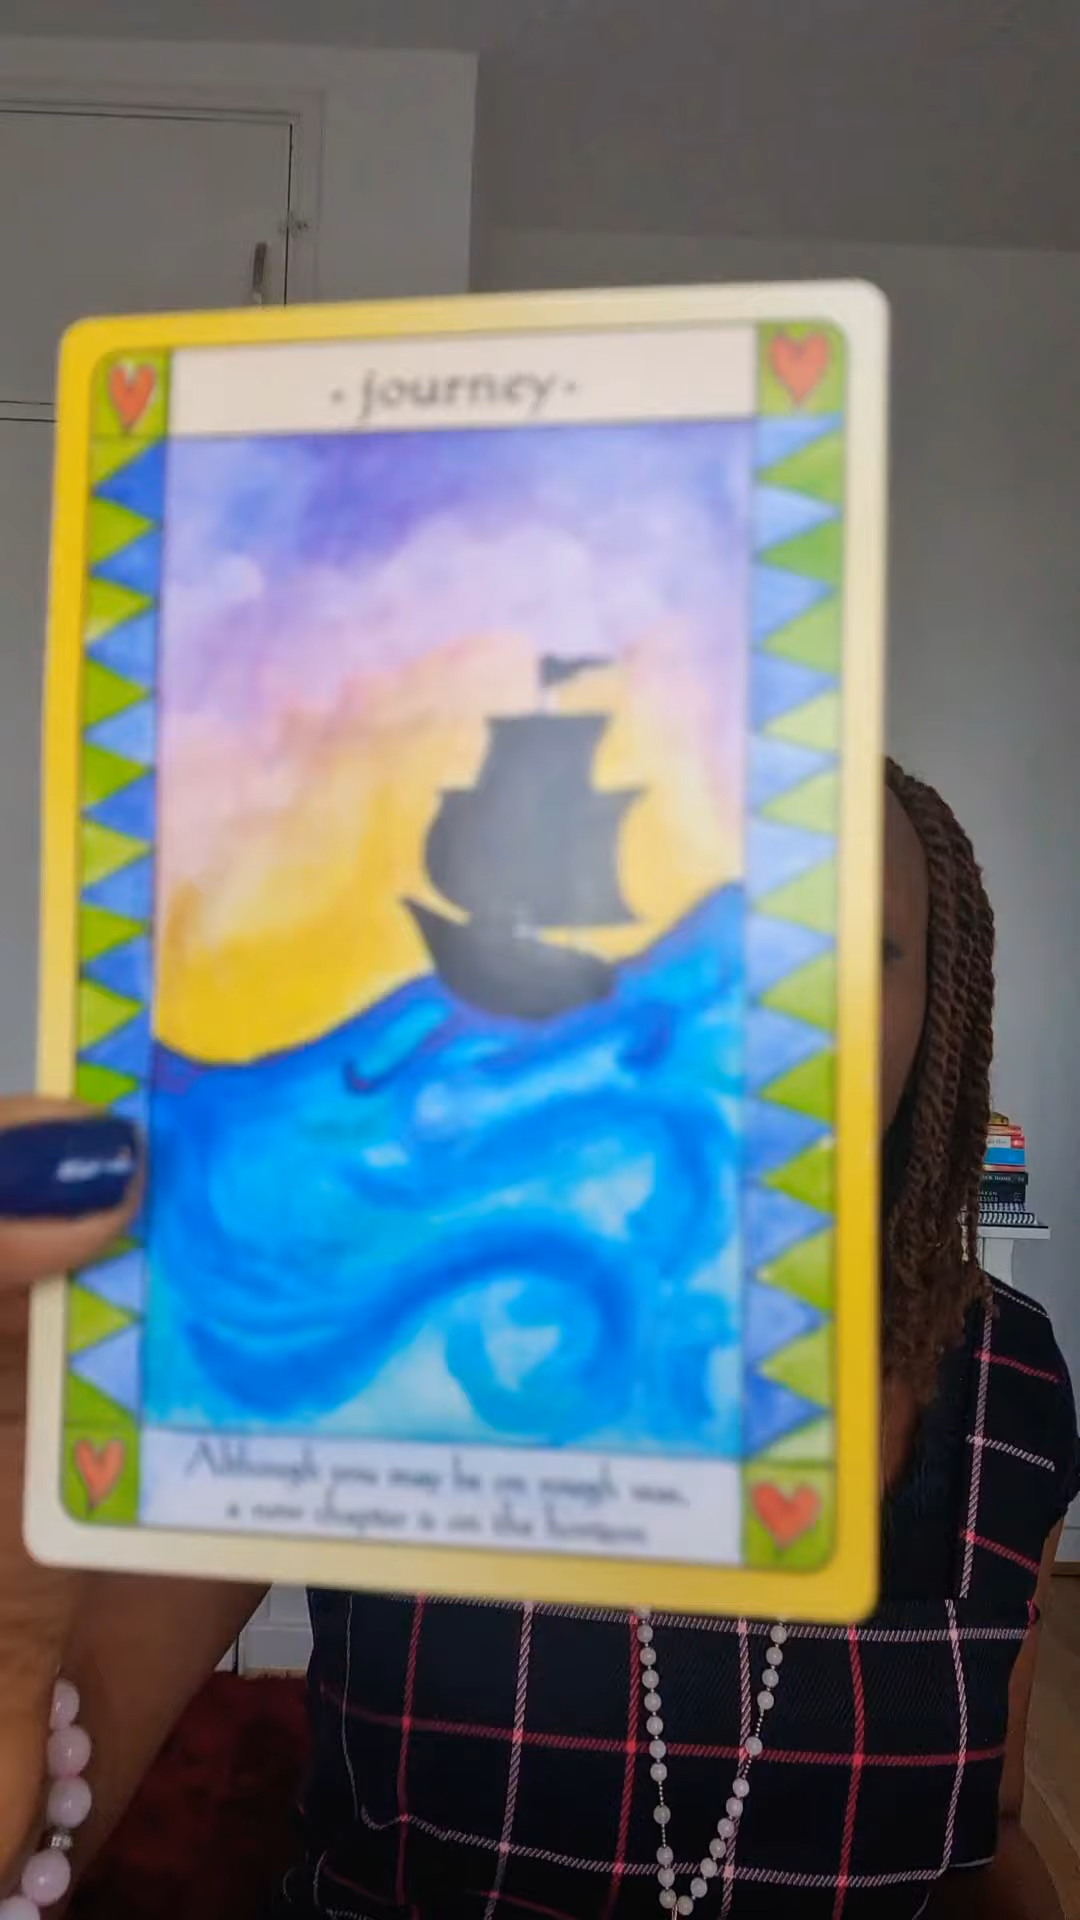 · journey ·
Although you may be on rough seas,
a new chapter is on the horizon